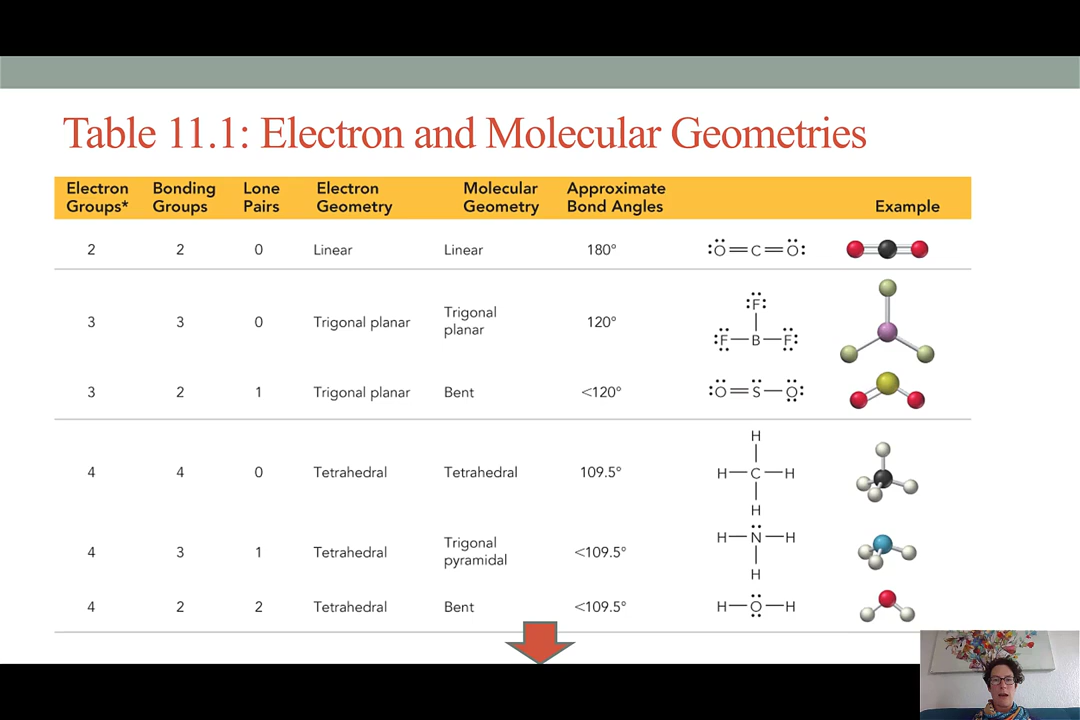 Table 11.1: Electron and Molecular Geometries
Electron Groups* Bonding Groups Lone Pairs Electron Geometry Molecular Geometry Approximate Bond Angles Example
2 2 0 Linear Linear 180° :Ö=C=Ö:
3 3 0 Trigonal planar Trigonal planar 120° F F B F
3 2 1 Trigonal planar Bent <120° O=S—O
4 4 0 Tetrahedral Tetrahedral 109.5° H H—C—H H
4 3 1 Tetrahedral Trigonal pyramidal <109.5° H—N—H H
4 2 2 Tetrahedral Bent <109.5° H—O—H